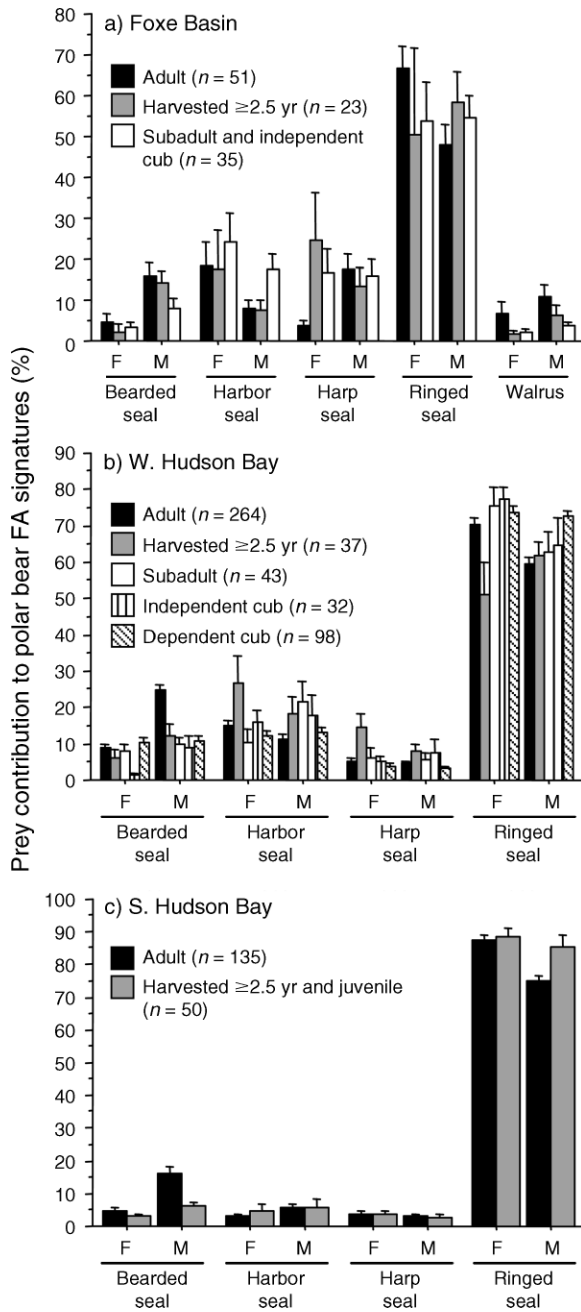 Prey contribution to polar bear FA signatures (%)
a) Foxe Basin
Adult (n = 51)
Harvested ≥2.5 yr (n = 23)
Subadult and independent
cub (n = 35)
80
70
60
50
40
30
20
10
0
F M F M F M F M F M
Bearded seal
Harbor seal
Harp seal
Ringed seal
Walrus
b) W. Hudson Bay
Adult (n = 264)
Harvested ≥2.5 yr (n = 37)
Subadult (n = 43)
Independent cub (n = 32)
Dependent cub (n = 98)
90
80
70
60
50
40
30
20
10
0
F M F M F M F M
Bearded seal
Harbor seal
Harp seal
Ringed seal
c) S. Hudson Bay
Adult (n = 135)
Harvested ≥2.5 yr and juvenile
(n = 50)
100
90
80
70
60
50
40
30
20
10
0
F M F M F M F M
Bearded seal
Harbor seal
Harp seal
Ringed seal